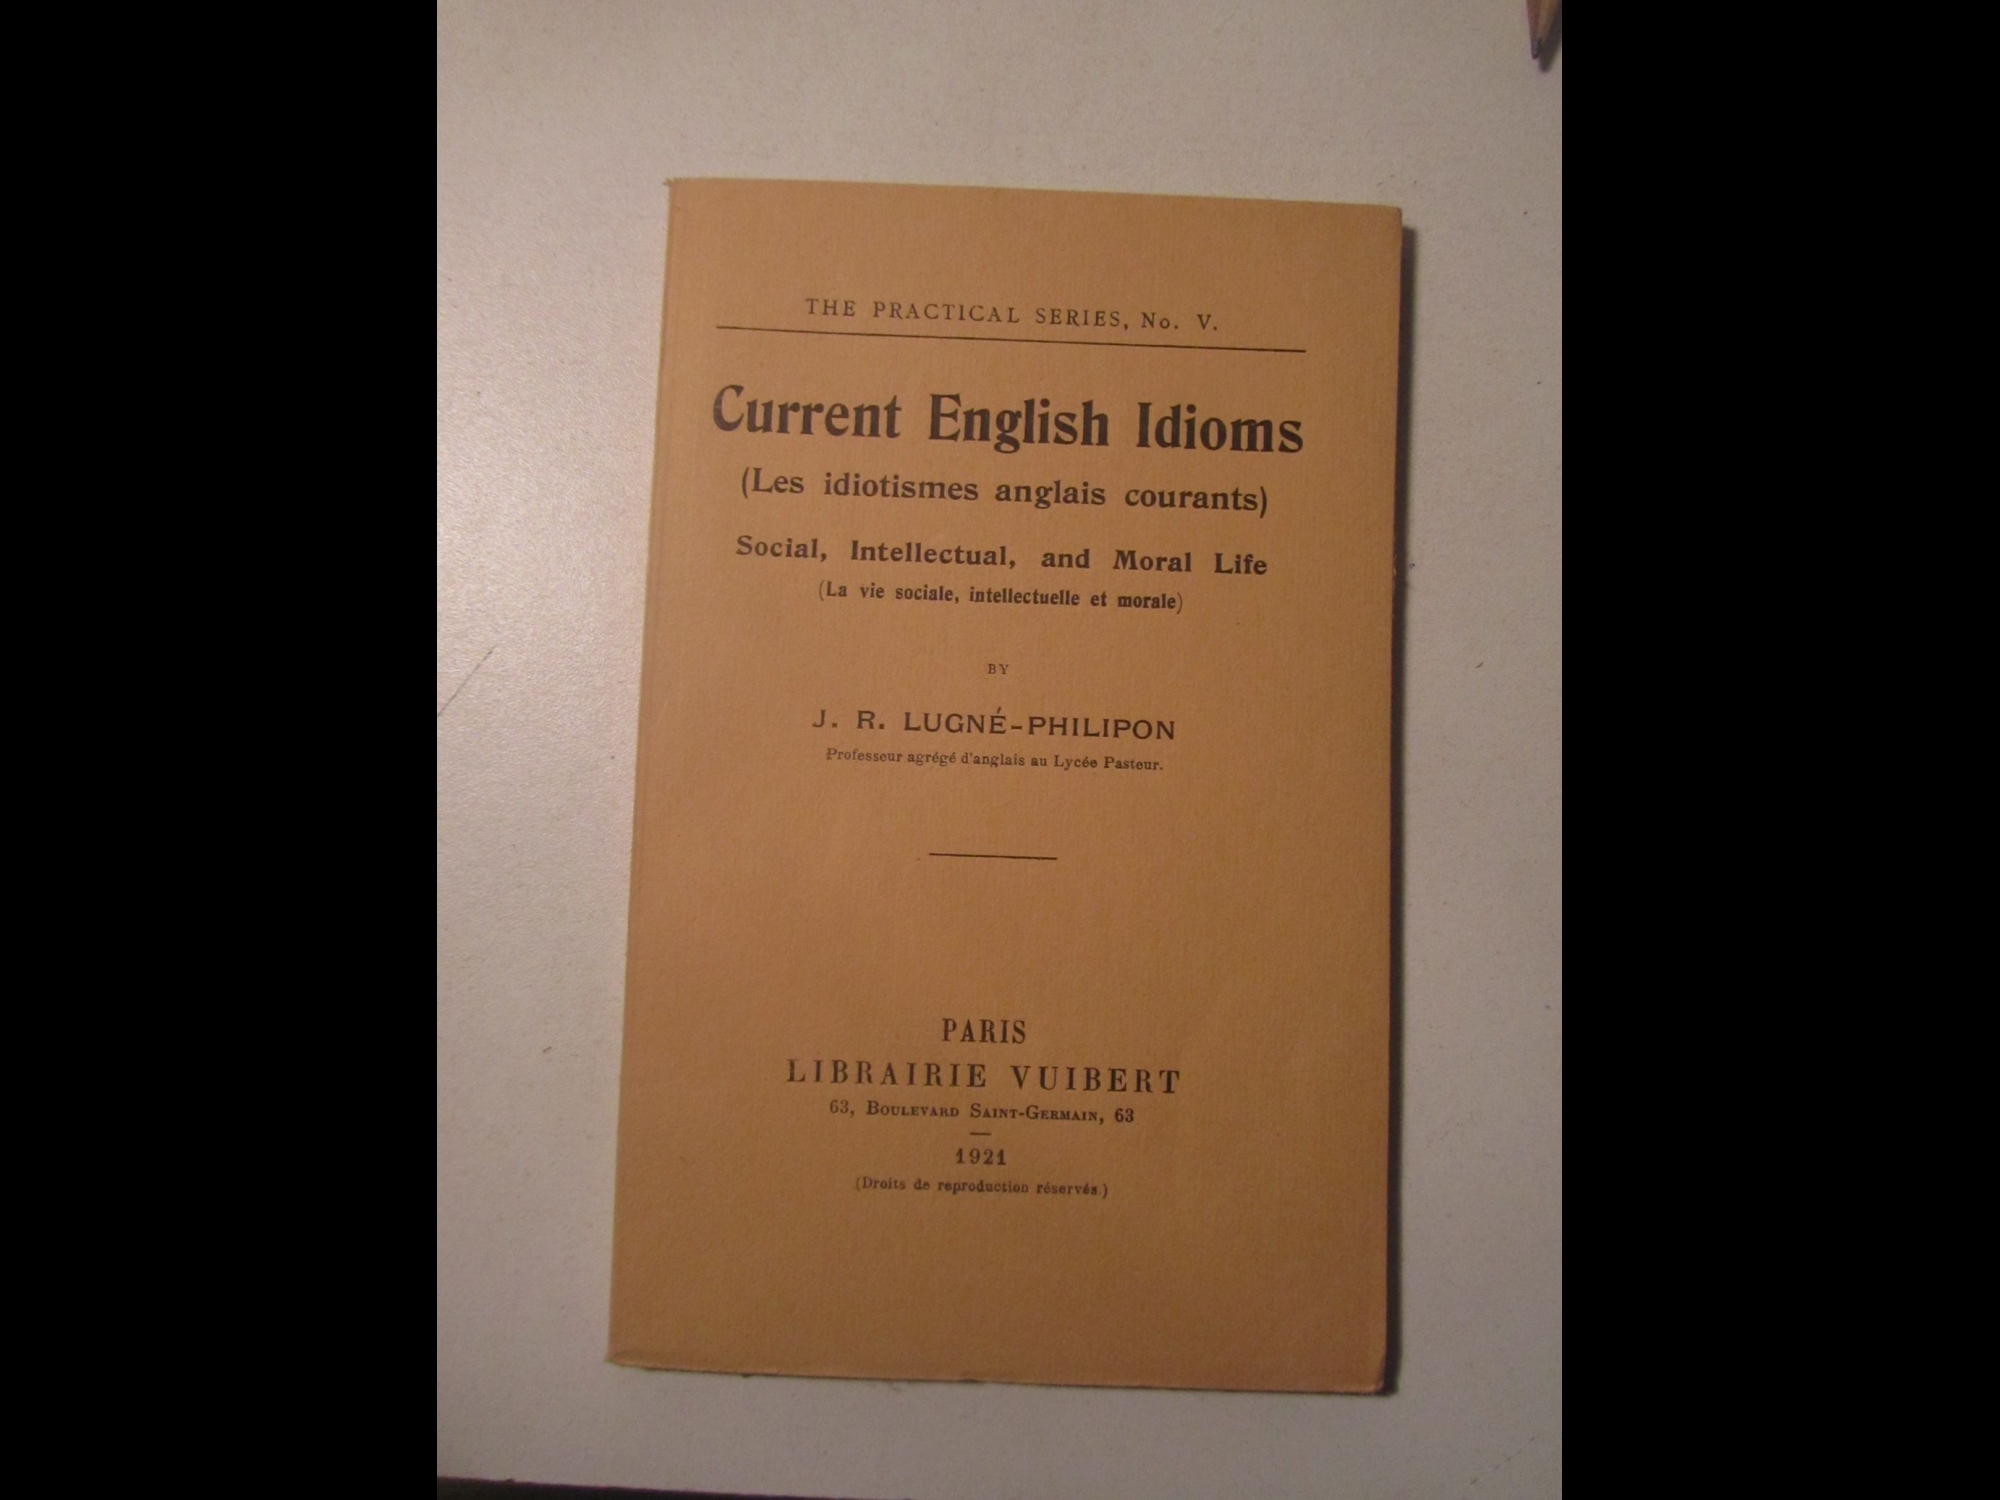 THE PRACTICAL SERIES, No. V.
Current English Idioms
(Les idiotismes anglais courants)
Social, Intellectual, and Moral Life
(La vie sociale, intellectuelle et morale)
BY
J. R. LUGNÉ-PHILIPON
Professeur agrégé d'anglais au Lycée Pasteur.
PARIS
LIBRAIRIE VUIBERT
63, BOULEVARD SAINT-GERMAIN, 63
1921
(Droits de reproduction réservés.)